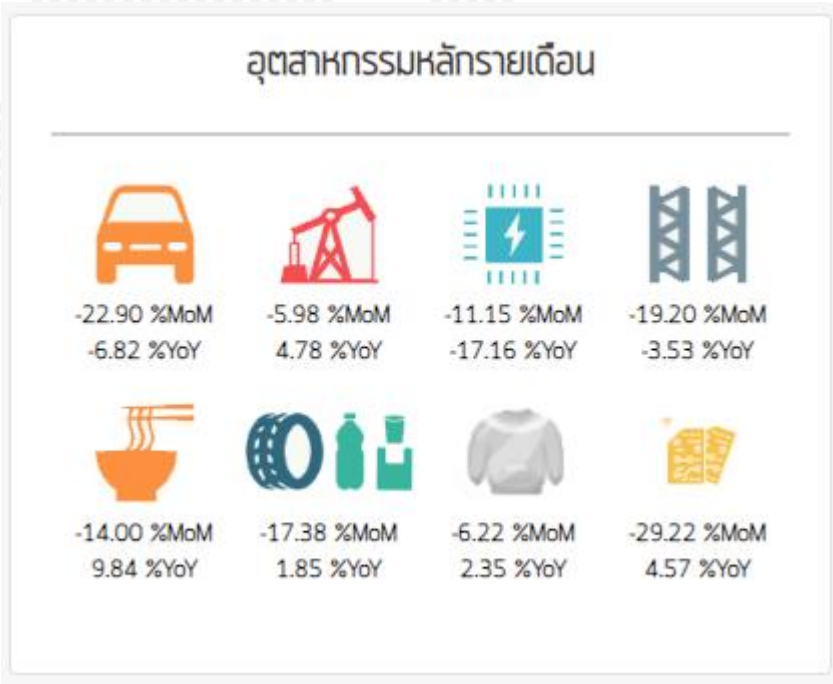 อุตสาหกรรมหลักรายเดือน
-22.90 %MoM -5.98 %MoM -11.15 %MoM -19.20 %MoM
-6.82 %YoY 4.78 %YoY -17.16 %YoY -3.53 %YoY
-14.00 %MoM -17.38 %MoM -6.22 %MoM -29.22 %MoM
9.84 %YoY 1.85 %YoY 2.35 %YoY 4.57 %YoY